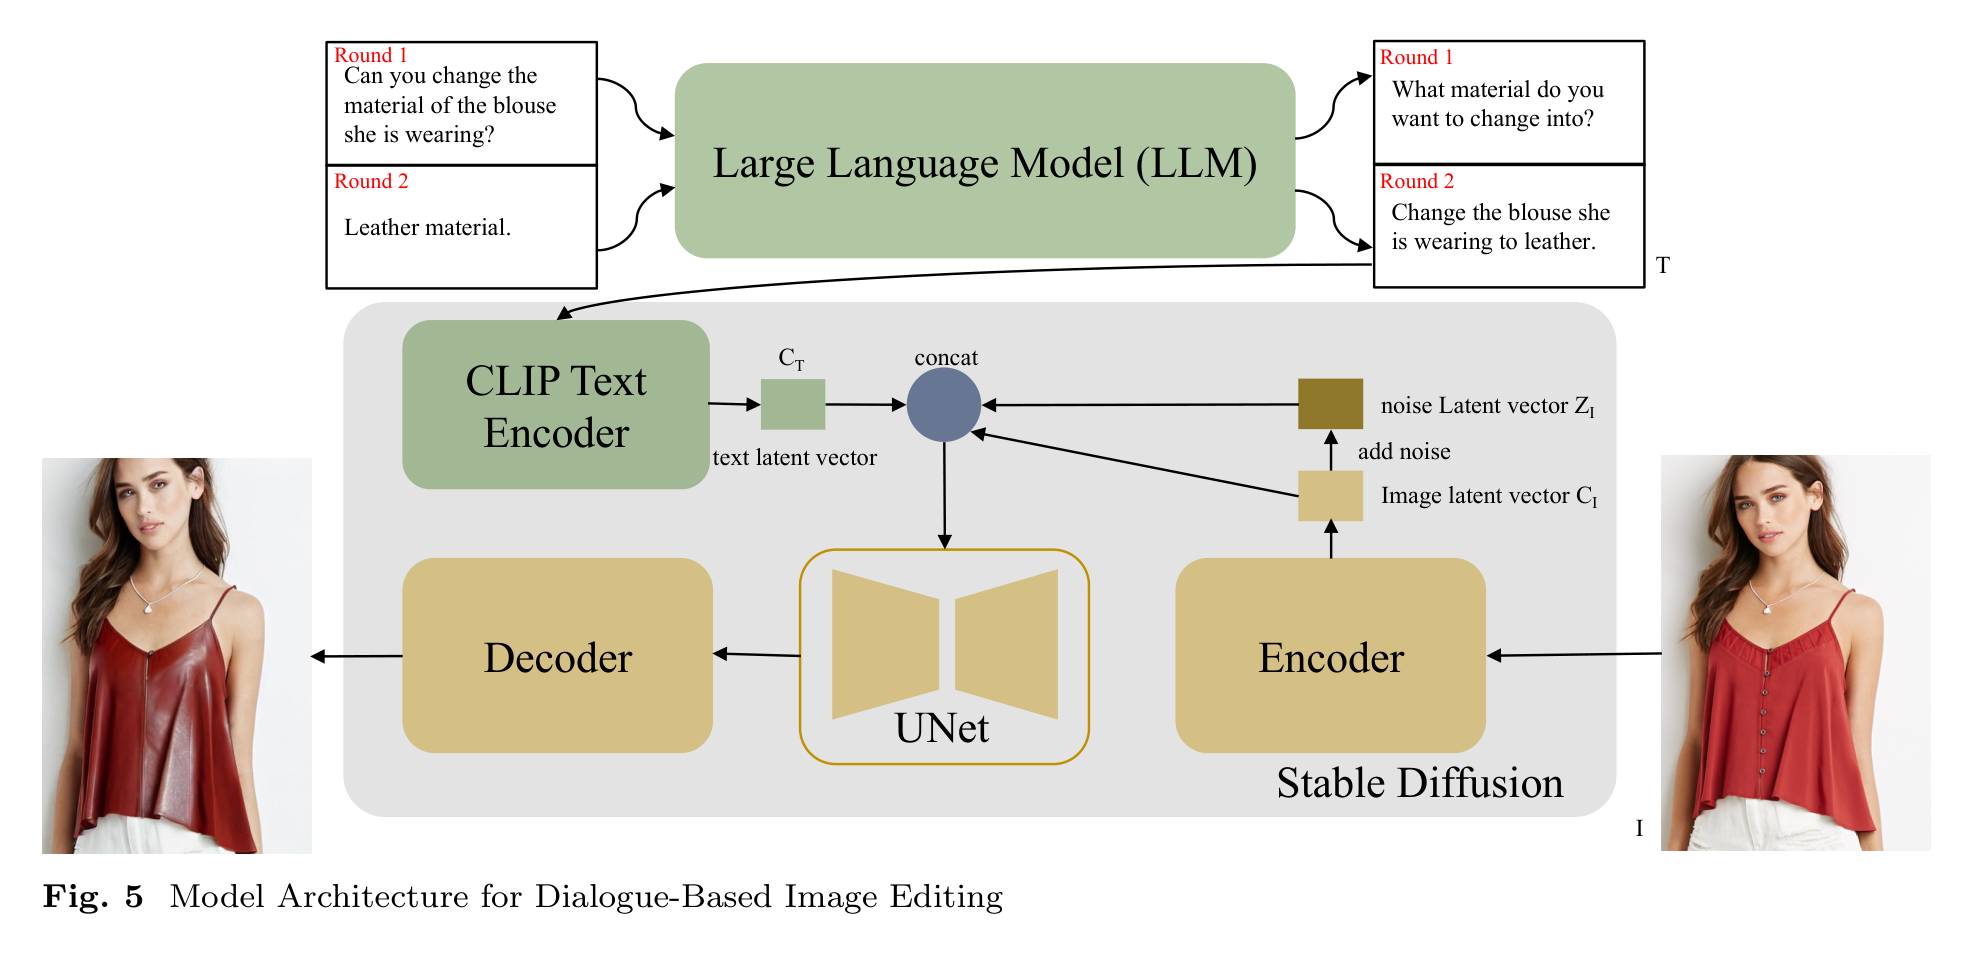 Round 1
Can you change the
material of the blouse
she is wearing?
Round 2
Leather material.
Large Language Model (LLM)
Round 1
What material do you
want to change into?
Round 2
Change the blouse she
is wearing to leather.
T
CLIP Text
Encoder
C_T
text latent vector
concat
noise Latent vector Z_I
add noise
Image latent vector C_I
Decoder
UNet
Encoder
Stable Diffusion
I
Fig. 5 Model Architecture for Dialogue-Based Image Editing